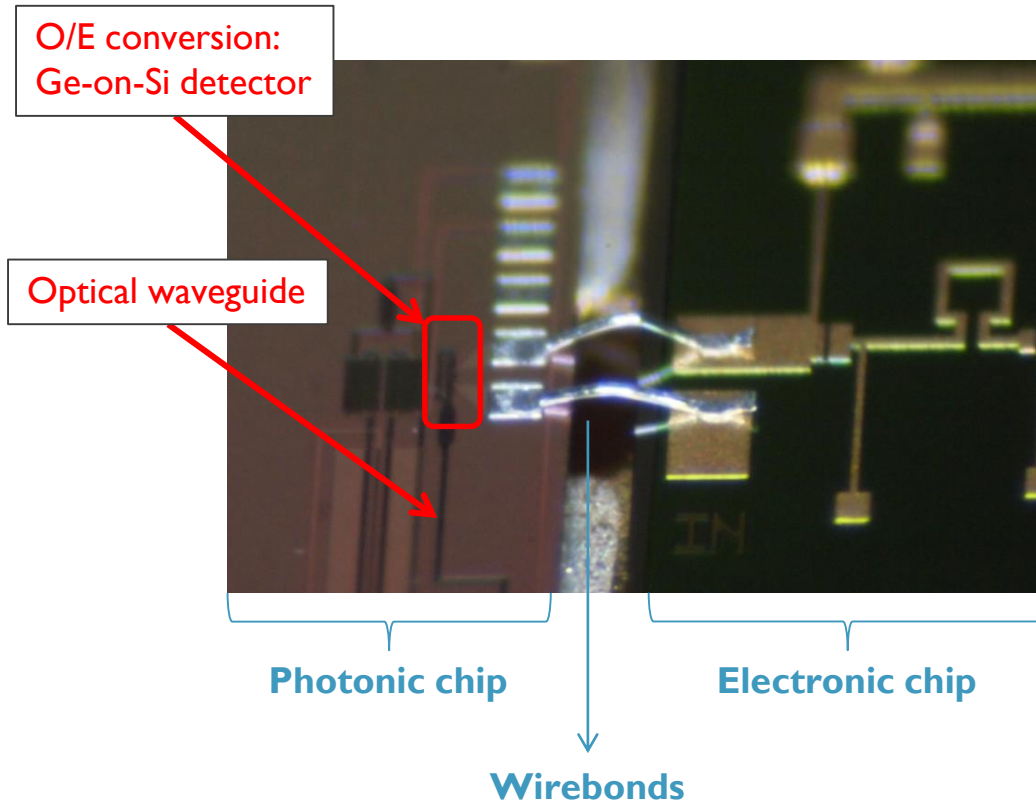 O/E conversion:
Ge-on-Si detector
Optical waveguide
IN
Photonic chip
Electronic chip
Wirebonds